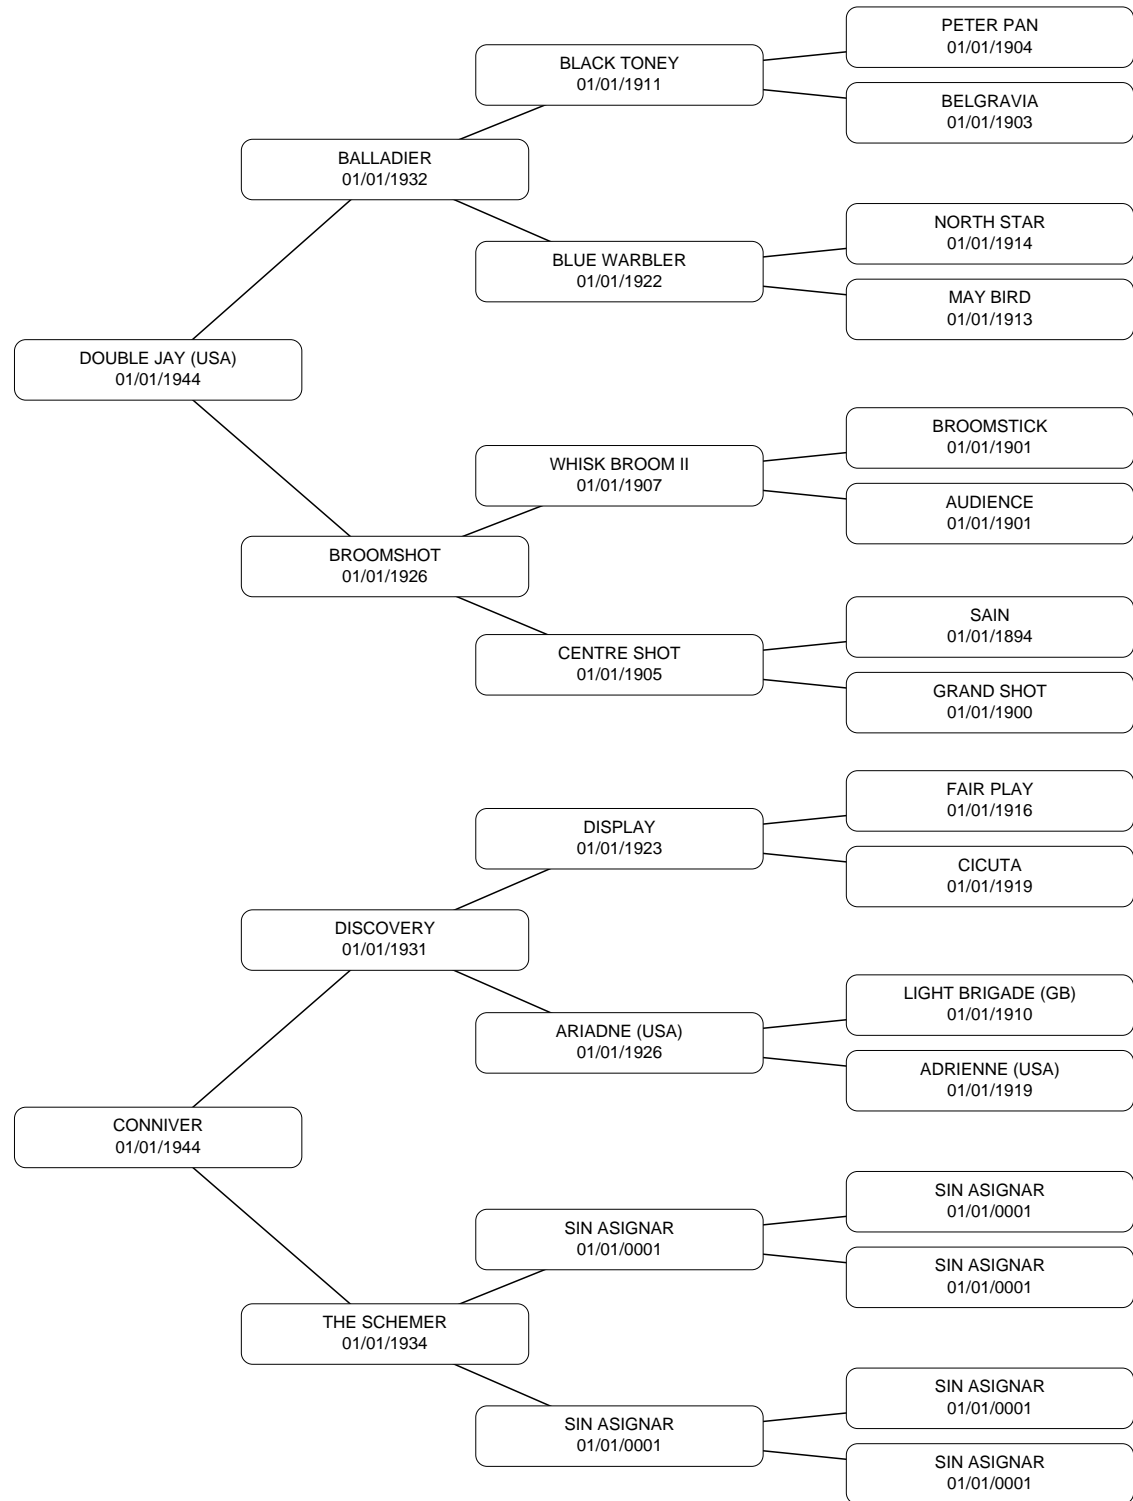 PETER PAN
01/01/1904
BLACK TONEY
01/01/1911
BELGRAVIA
01/01/1903
BALLADIER
01/01/1932
NORTH STAR
01/01/1914
BLUE WARBLER
01/01/1922
MAY BIRD
01/01/1913
DOUBLE JAY (USA)
01/01/1944
BROOMSTICK
01/01/1901
WHISK BROOM II
01/01/1907
AUDIENCE
01/01/1901
BROOMSHOT
01/01/1926
SAIN
01/01/1894
CENTRE SHOT
01/01/1905
GRAND SHOT
01/01/1900
FAIR PLAY
01/01/1916
DISPLAY
01/01/1923
CICUTA
01/01/1919
DISCOVERY
01/01/1931
LIGHT BRIGADE (GB)
01/01/1910
ARIADNE (USA)
01/01/1926
ADRIENNE (USA)
01/01/1919
CONNIVER
01/01/1944
SIN ASIGNAR
01/01/0001
SIN ASIGNAR
01/01/0001
SIN ASIGNAR
01/01/0001
THE SCHEMER
01/01/1934
SIN ASIGNAR
01/01/0001
SIN ASIGNAR
01/01/0001
SIN ASIGNAR
01/01/0001